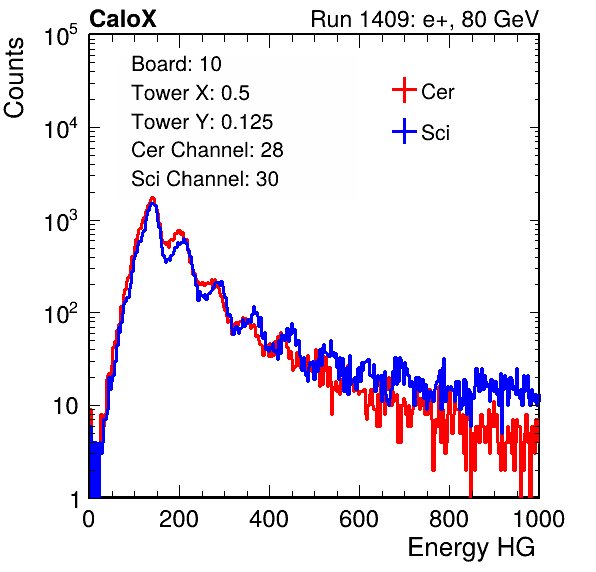 CaloX Run 1409: e+, 80 GeV
Board: 10
Tower X: 0.5
Tower Y: 0.125
Cer Channel: 28
Sci Channel: 30
Cer
Sci
Counts
10^5
10^4
10^3
10^2
10
1
0 200 400 600 800 1000
Energy HG